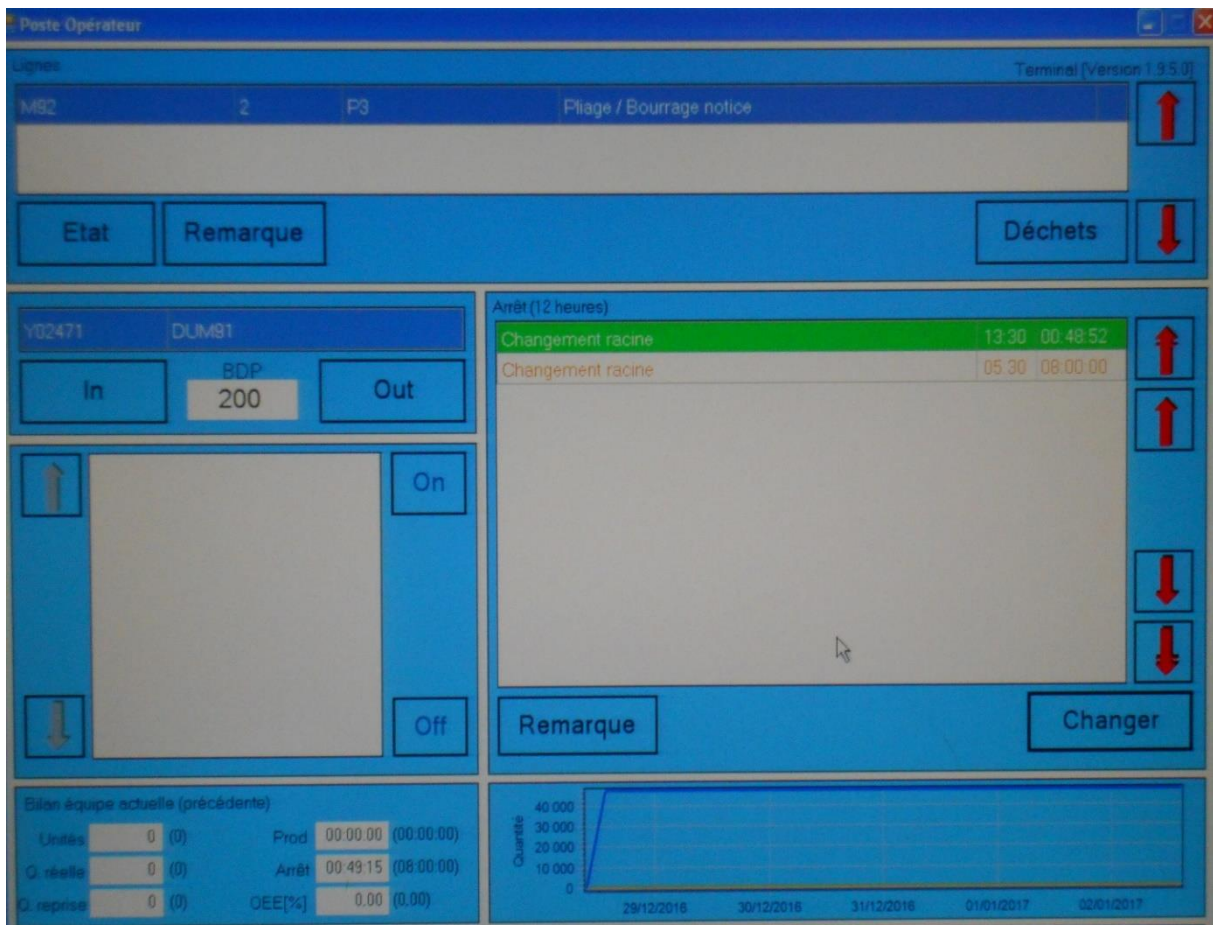 Poste Opérateur
Lignes
Terminal [Version 1.9.5.0]
M92 2 P3 Pliage / Bourrage notice
Etat Remarque Déchets
Y02471 DUM91
In BDP Out
200
On
Off
Arrêt (12 heures)
Changement racine 13:30 00:48:52
Changement racine 05:30 08:00:00
Remarque Changer
Bilan équipe actuelle (précédente)
Unités 0 (0) Prod 00:00:00 (00:00:00)
Q. réelle 0 (0) Arrêt 00:49:15 (08:00:00)
Q. reprise 0 (0) OEE[%] 0.00 (0.00)
Quantité
40 000
30 000
20 000
10 000
0
29/12/2016 30/12/2016 31/12/2016 01/01/2017 02/01/2017